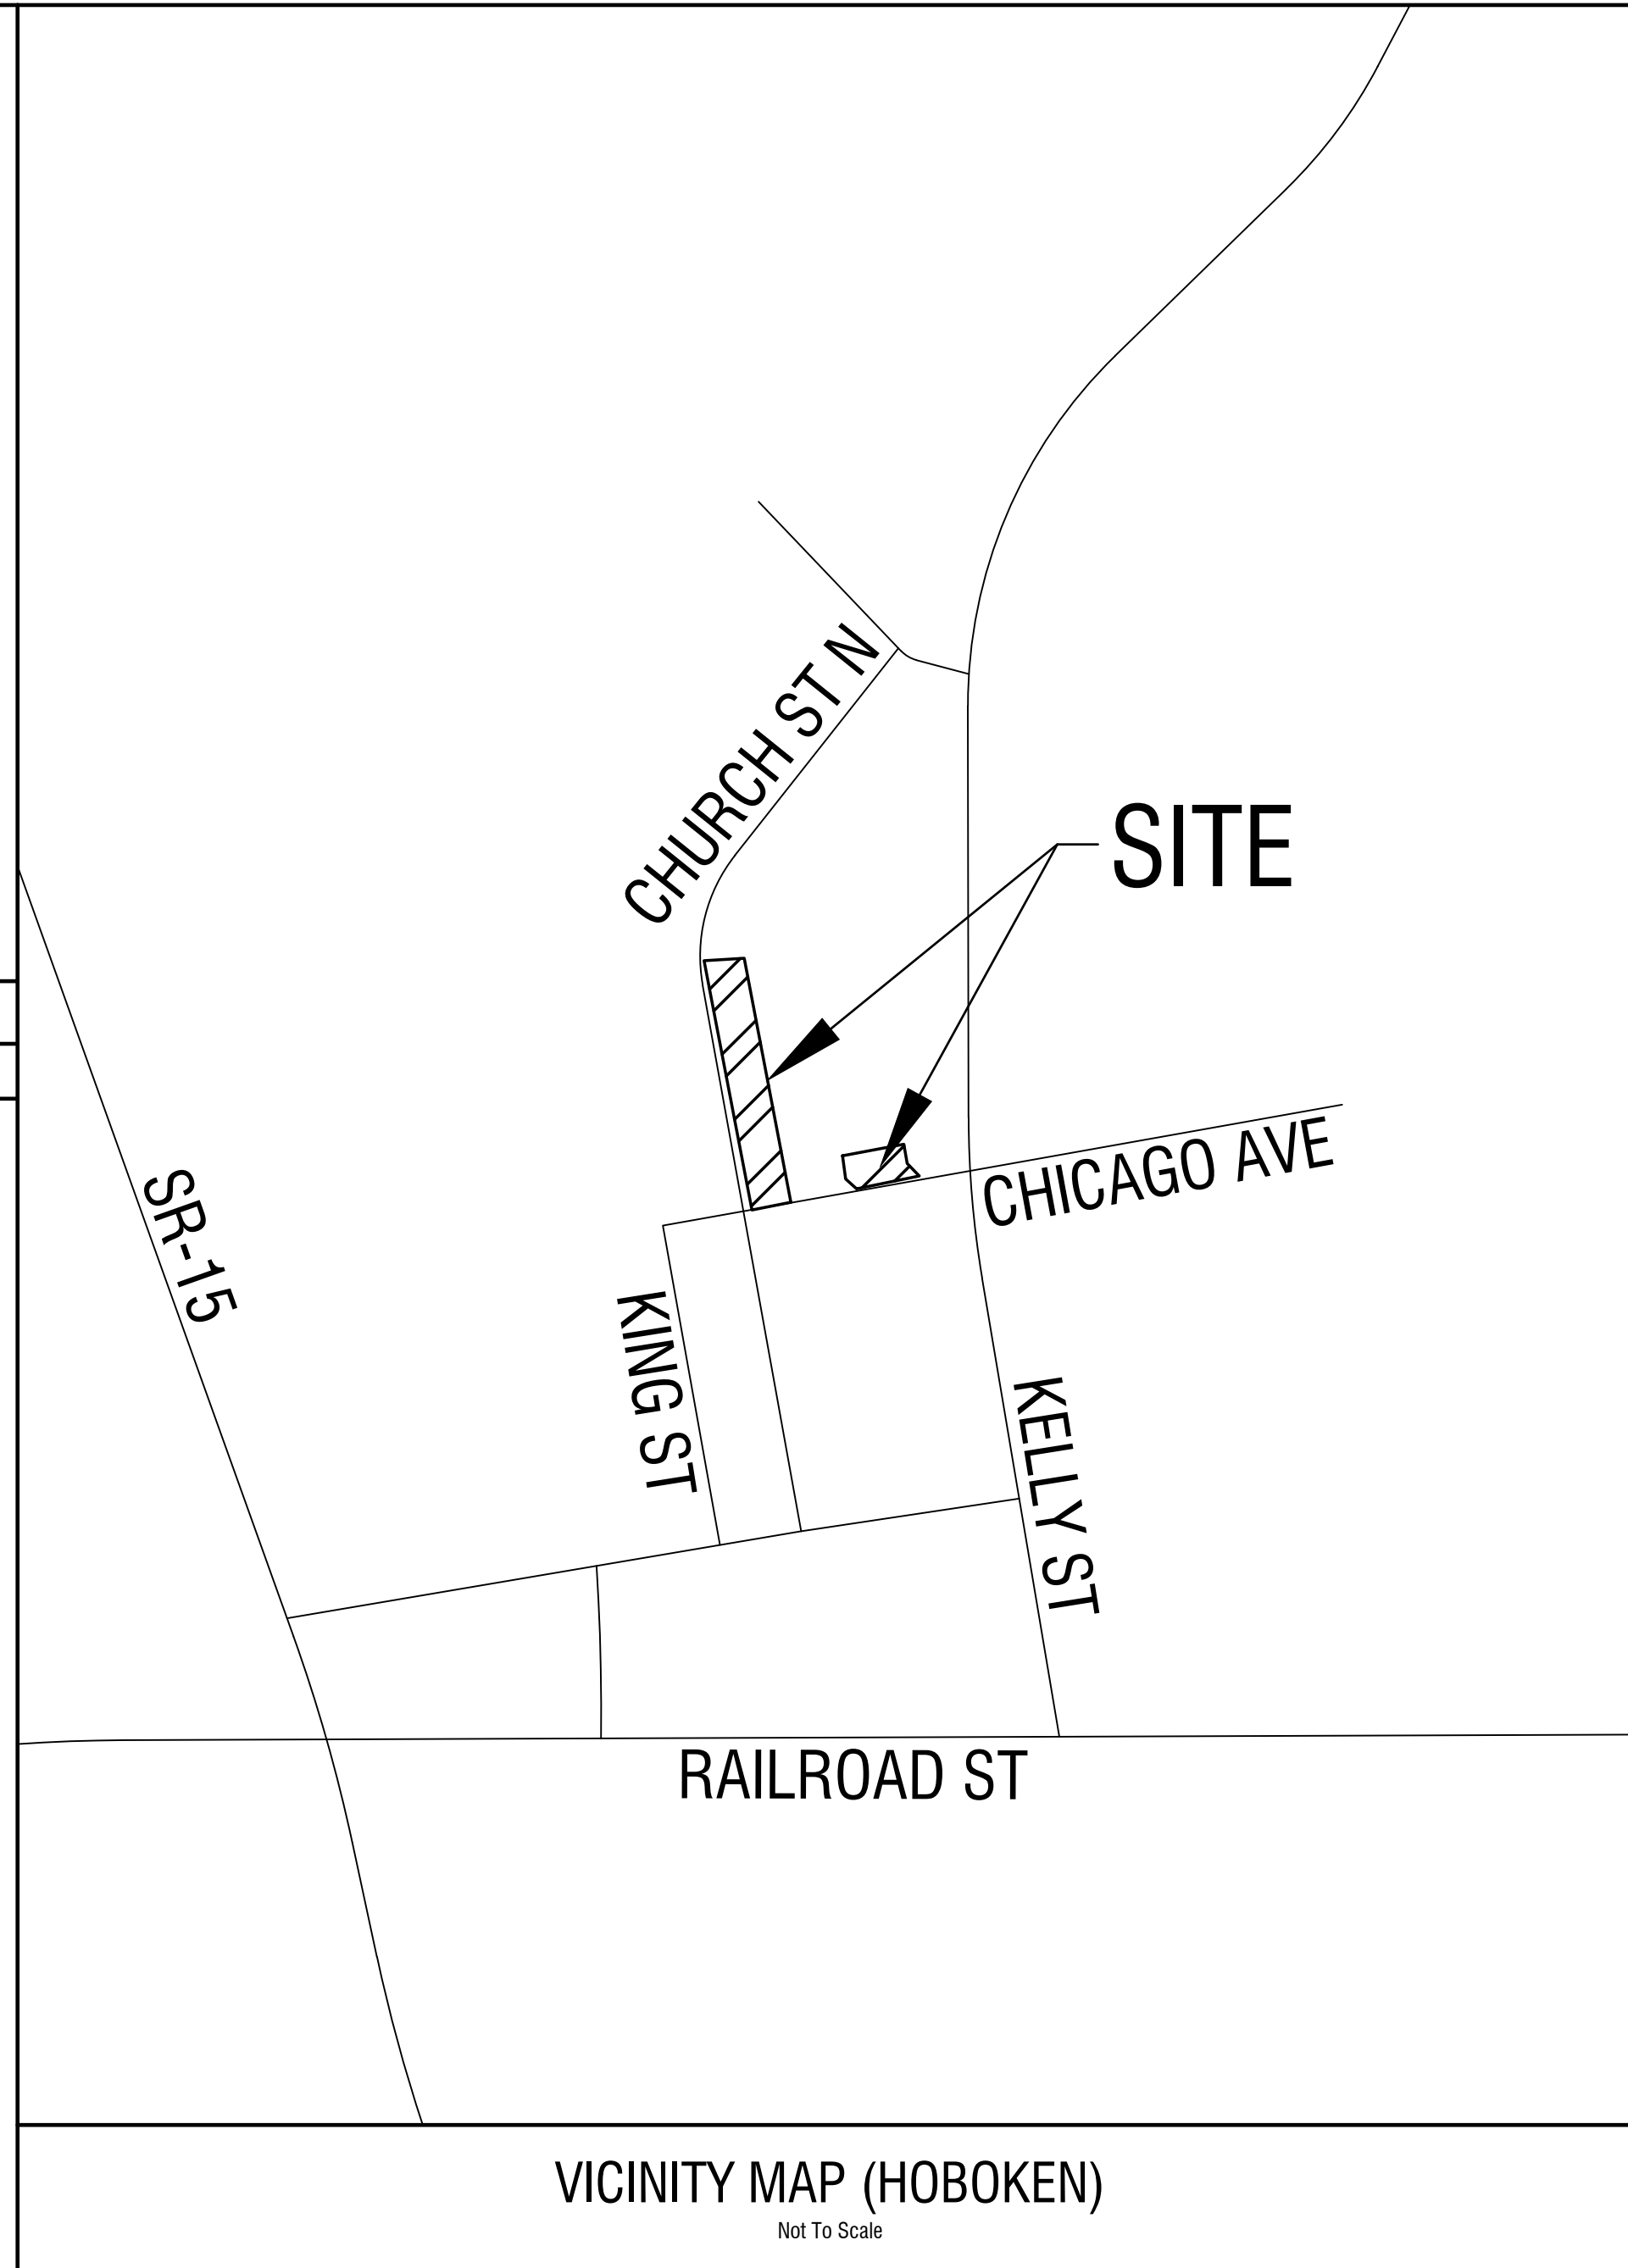 CHURCH ST N
SITE
CHICAGO AVE
SR-15
KING ST
KELLY ST
RAILROAD ST
VICINITY MAP (HOBOKEN)
Not To Scale